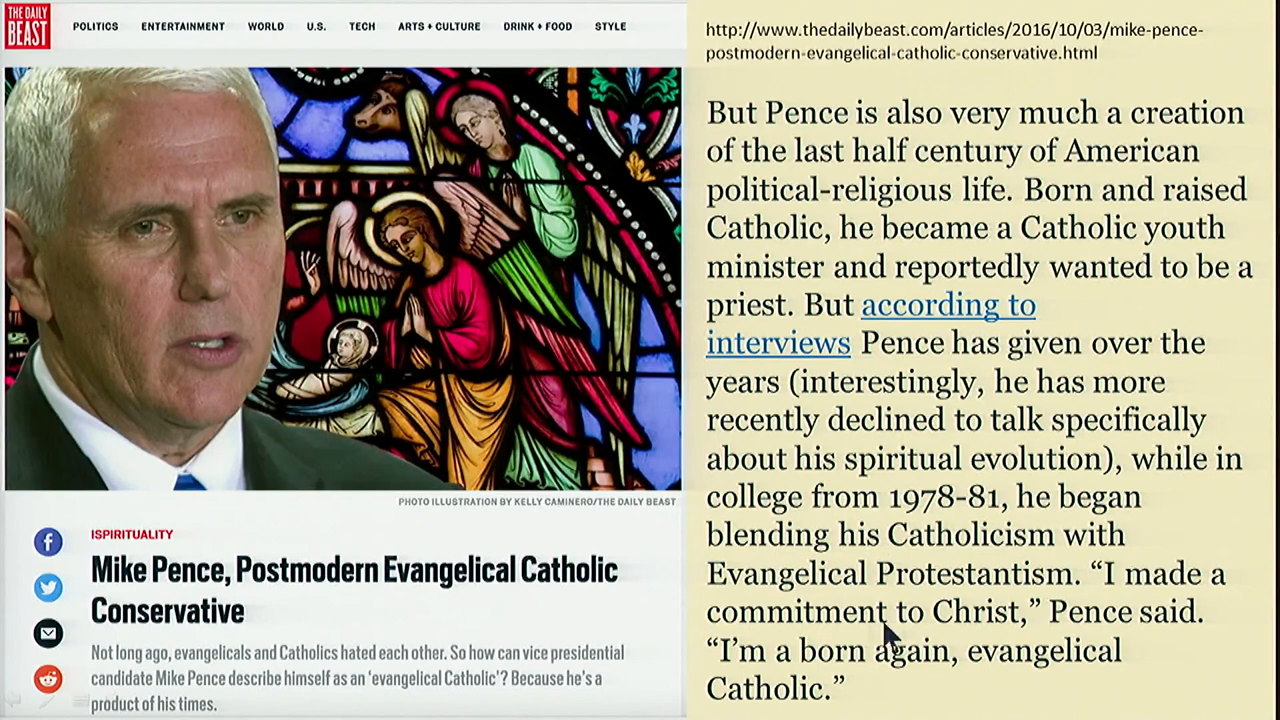 THE DAILY
BEAST
POLITICS ENTERTAINMENT WORLD U.S. TECH ARTS + CULTURE DRINK + FOOD STYLE
PHOTO ILLUSTRATION BY KELLY CAMINERO/THE DAILY BEAST
ISPIRITUALITY
Mike Pence, Postmodern Evangelical Catholic
Conservative
Not long ago, evangelicals and Catholics hated each other. So how can vice presidential
candidate Mike Pence describe himself as an ‘evangelical Catholic’? Because he’s a
product of his times.
http://www.thedailybeast.com/articles/2016/10/03/mike-pence-
postmodern-evangelical-catholic-conservative.html
But Pence is also very much a creation
of the last half century of American
political-religious life. Born and raised
Catholic, he became a Catholic youth
minister and reportedly wanted to be a
priest. But according to
interviews Pence has given over the
years (interestingly, he has more
recently declined to talk specifically
about his spiritual evolution), while in
college from 1978-81, he began
blending his Catholicism with
Evangelical Protestantism. “I made a
commitment to Christ,” Pence said.
“I’m a born again, evangelical
Catholic.”